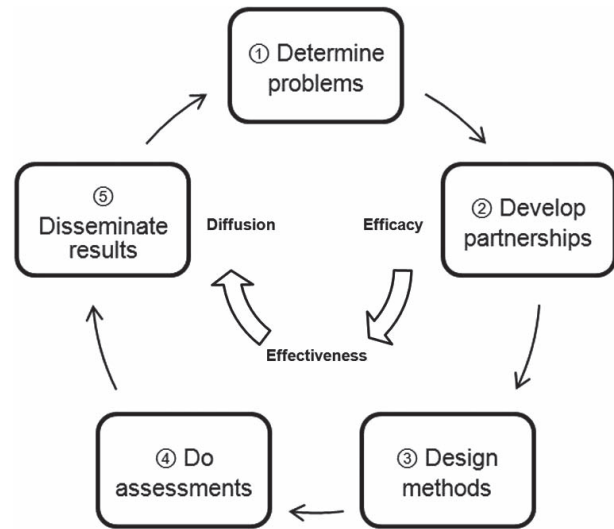 ① Determine
problems
② Develop
partnerships
③ Design
methods
④ Do
assessments
⑤
Disseminate
results
Efficacy
Effectiveness
Diffusion